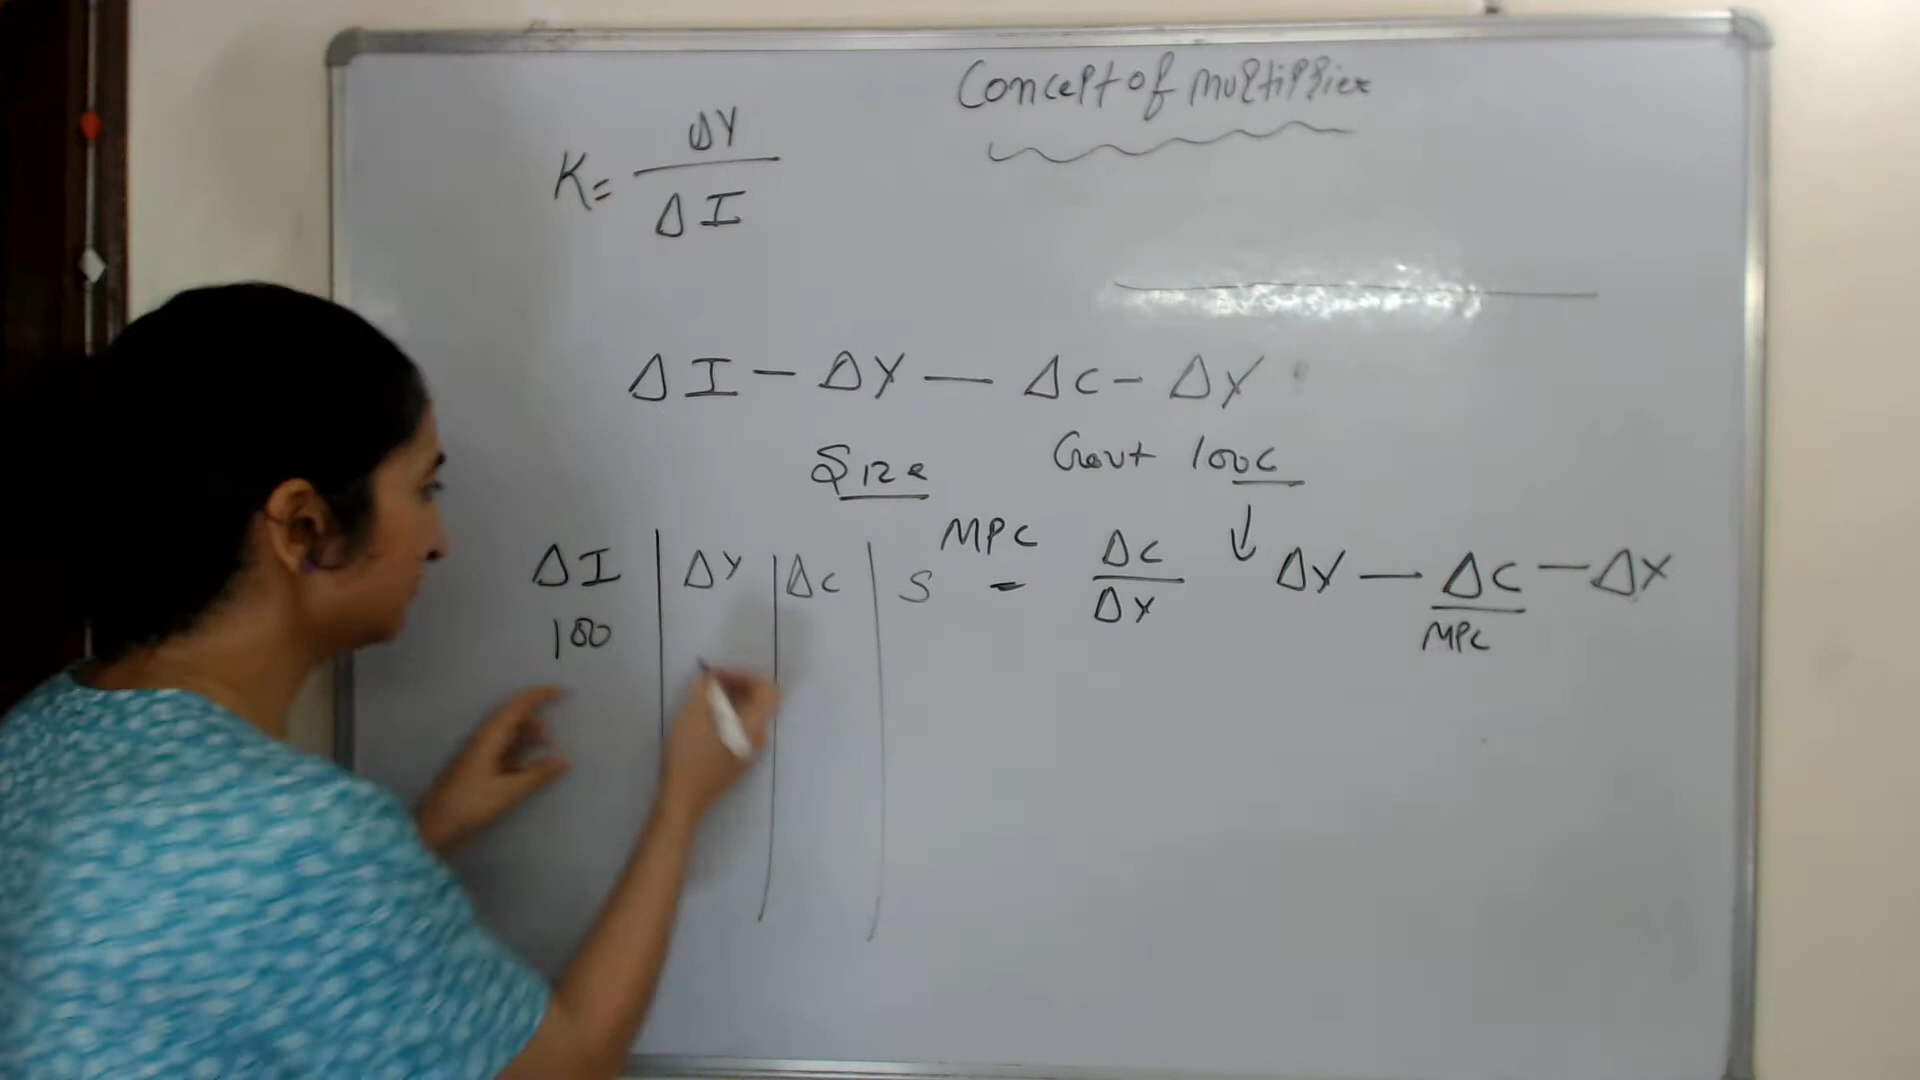 Concept of multiplier
K = ΔY / ΔI
ΔI - ΔY - ΔC - ΔY
Size
Govt 100C
MPC = ΔC / ΔY
ΔY - ΔC - ΔY
MPC
ΔI | ΔY | ΔC | S
100